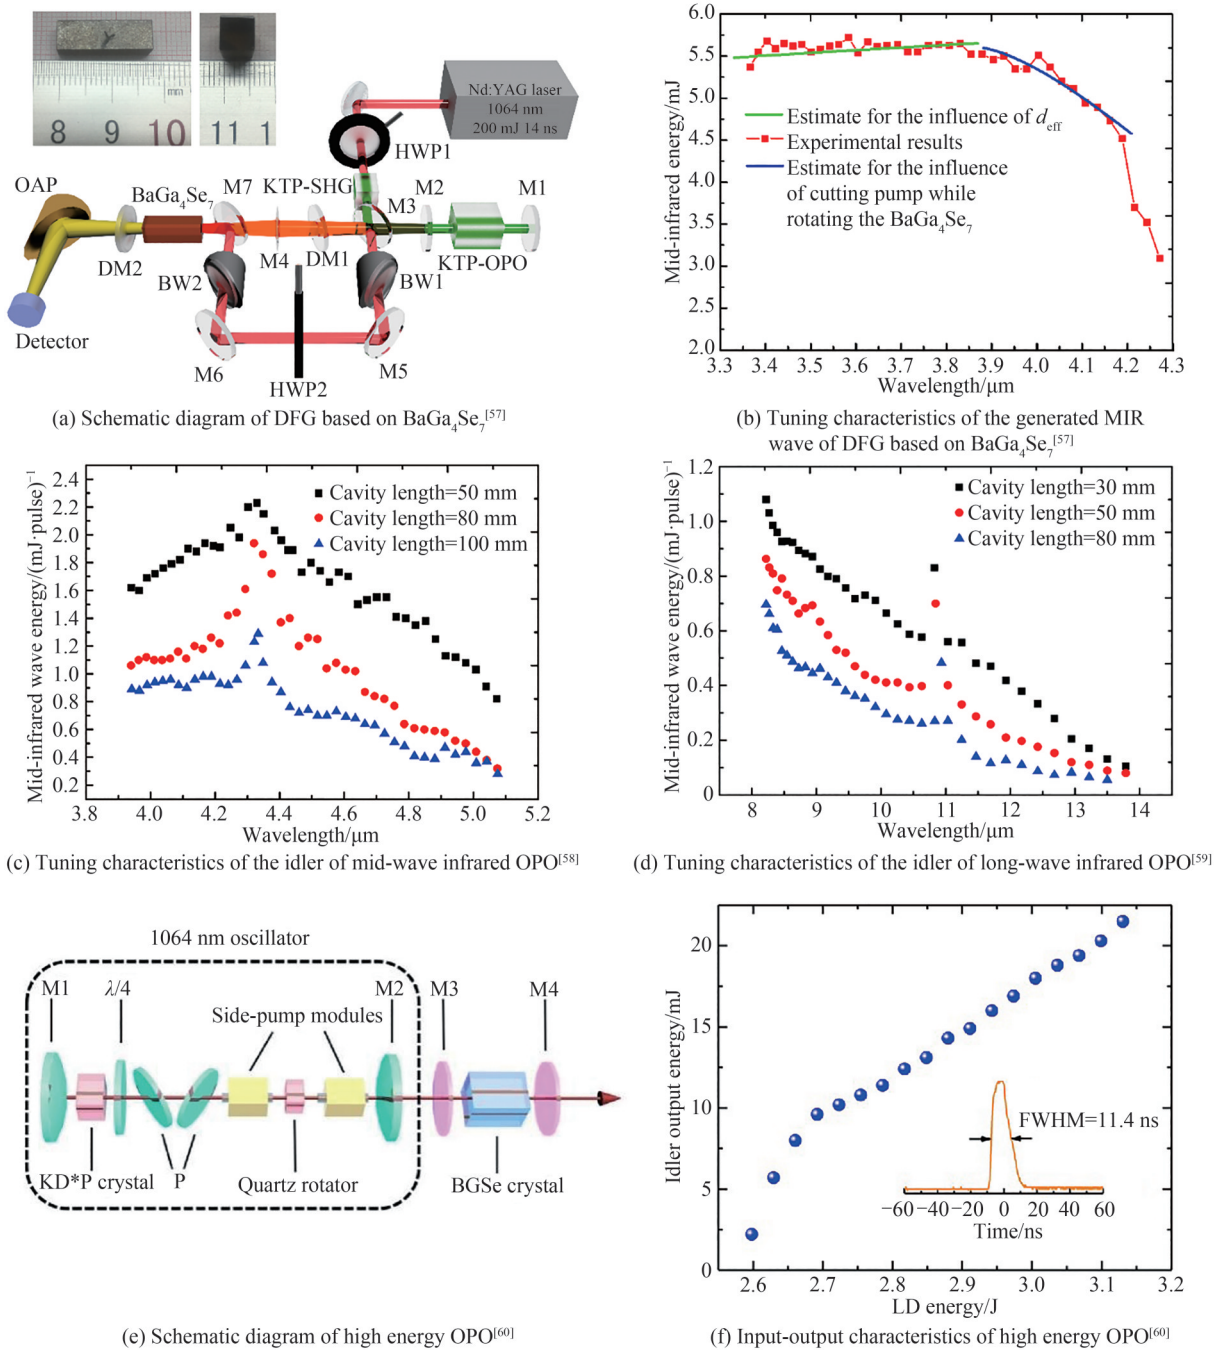 8 9 10 mm
11 1
Nd:YAG laser
1064 nm
200 mJ 14 ns
HWP1
OAP
BaGa4Se7
M7
KTP-SHG
M2
M1
M3
DM2
BW2
M4
DM1
BW1
KTP-OPO
Detector
M6
HWP2
M5
(a) Schematic diagram of DFG based on BaGa4Se7[57]
Mid-infrared energy/mJ
6.0
5.5
5.0
4.5
4.0
3.5
3.0
2.5
2.0
Estimate for the influence of deff
Experimental results
Estimate for the influence
of cutting pump while
rotating the BaGa4Se7
3.3 3.4 3.5 3.6 3.7 3.8 3.9 4.0 4.1 4.2 4.3
Wavelength/μm
(b) Tuning characteristics of the generated MIR
wave of DFG based on BaGa4Se7[57]
Mid-infrared wave energy/(mJ·pulse)−1
2.4
2.2
2.0
1.8
1.6
1.4
1.2
1.0
0.8
0.6
0.4
0.2
Cavity length=50 mm
Cavity length=80 mm
Cavity length=100 mm
3.8 4.0 4.2 4.4 4.6 4.8 5.0 5.2
Wavelength/μm
(c) Tuning characteristics of the idler of mid-wave infrared OPO[58]
Mid-infrared wave energy/(mJ·pulse)−1
1.2
1.0
0.8
0.6
0.4
0.2
0
Cavity length=30 mm
Cavity length=50 mm
Cavity length=80 mm
8 9 10 11 12 13 14
Wavelength/μm
(d) Tuning characteristics of the idler of long-wave infrared OPO[59]
1064 nm oscillator
M1
λ/4
M2
M3
M4
Side-pump modules
KD*P crystal
P
Quartz rotator
BGSe crystal
(e) Schematic diagram of high energy OPO[60]
Idler output energy/mJ
20
15
10
5
0
FWHM=11.4 ns
−60 −40 −20 0 20 40 60
Time/ns
2.6 2.7 2.8 2.9 3.0 3.1 3.2
LD energy/J
(f) Input-output characteristics of high energy OPO[60]